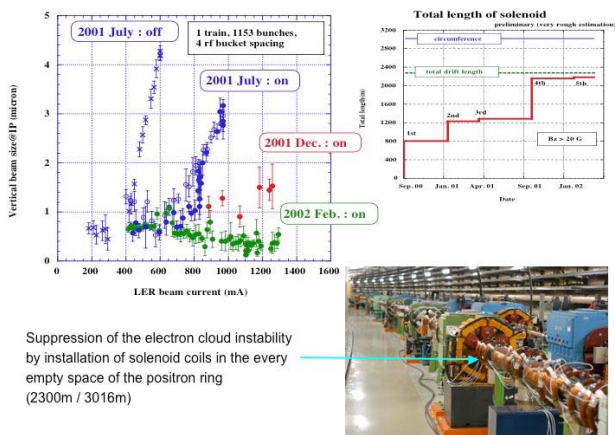 2001 July : off
1 train, 1153 bunches,
4 rf bucket spacing
2001 July : on
2001 Dec. : on
2002 Feb. : on
Vertical beam size@IP (micron)
5
4
3
2
1
0
0 200 400 600 800 1000 1200 1400 1600
LER beam current (mA)
Total length of solenoid
preliminary (very rough estimation)
circumference
total drift length
Total length(m)
3200
2800
2400
2000
1600
1200
800
400
0
1st
2nd
3rd
4th
5th
Bz > 20 G
Sep. 00 Jan. 01 Apr. 01 Sep. 01 Jan. 02
Date
Suppression of the electron cloud instability
by installation of solenoid coils in the every
empty space of the positron ring
(2300m / 3016m)